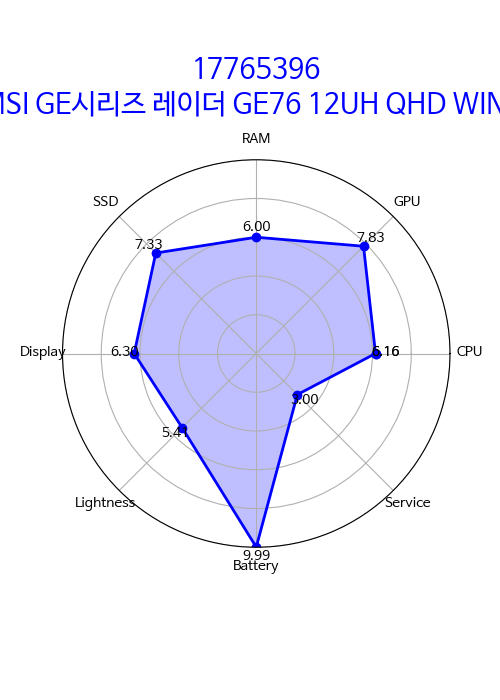 17765396
MSI GE시리즈 레이더 GE76 12UH QHD WIN
RAM
SSD
GPU
6.00
7.33
7.83
Display
6.30
6.16
CPU
5.41
3.00
Lightness
Service
9.99
Battery